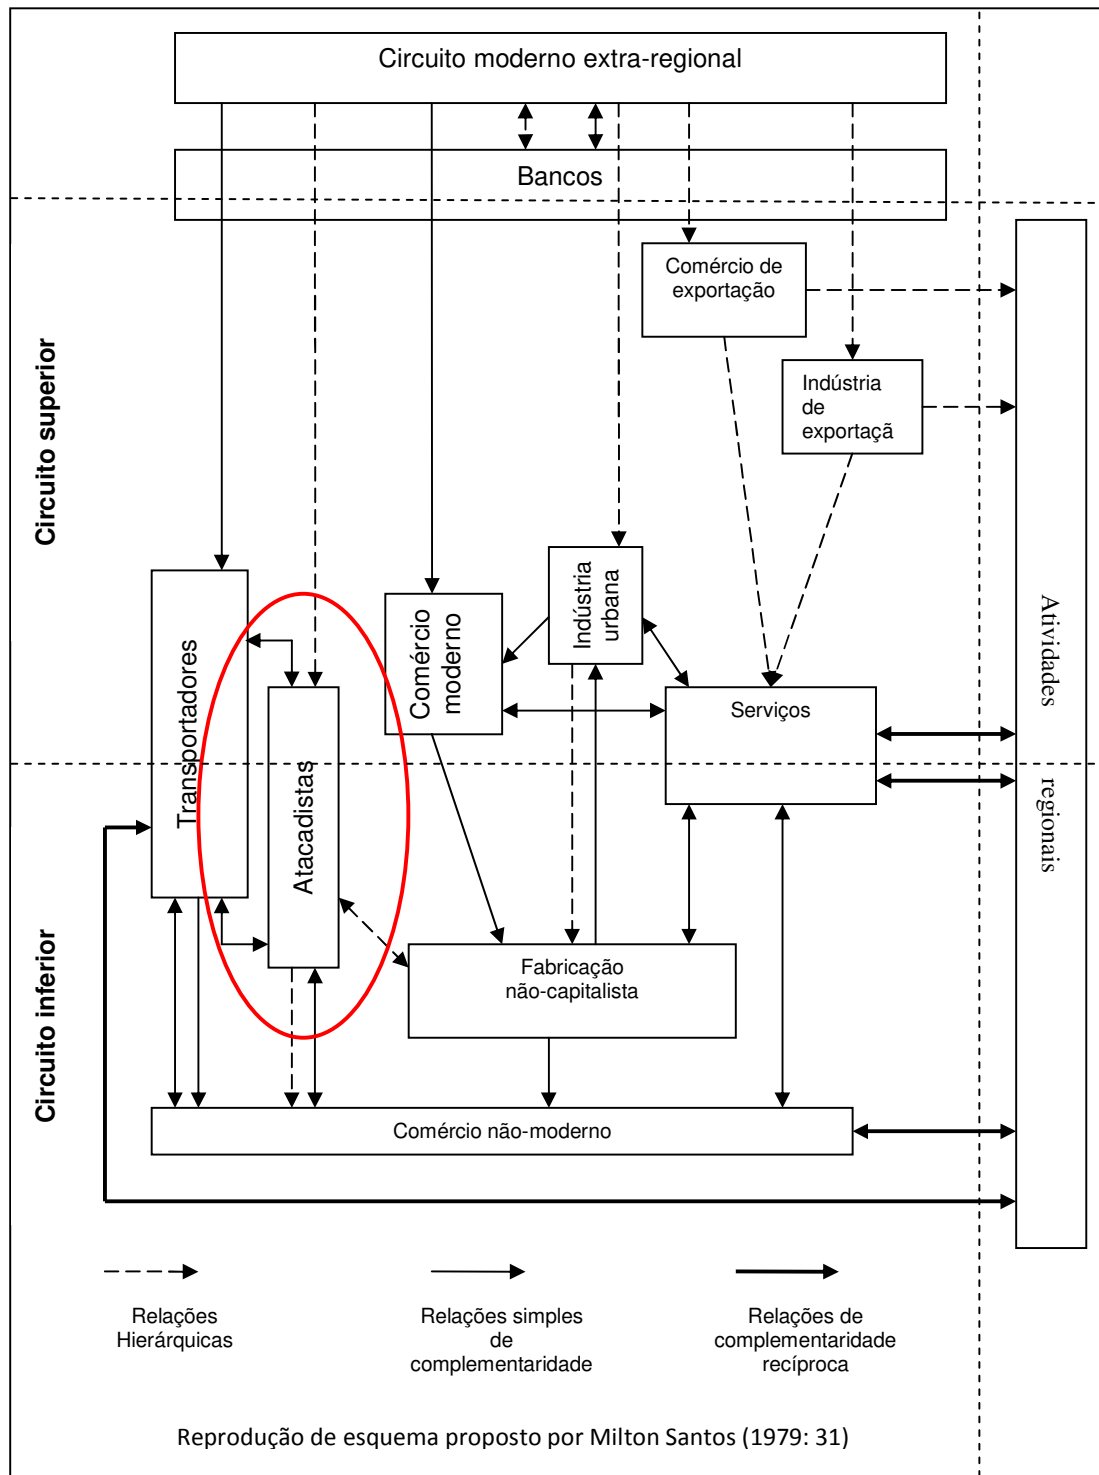 Circuito moderno extra-regional
Bancos
Comércio de
exportação
Indústria
de
exportaçã
Circuito superior
Indústria
urbana
Comércio
moderno
Transportadores
Atacadistas
Serviços
Atividades
regionais
Circuito inferior
Fabricação
não-capitalista
Comércio não-moderno
Relações
Hierárquicas
Relações simples
de
complementaridade
Relações de
complementaridade
recíproca
Reprodução de esquema proposto por Milton Santos (1979: 31)